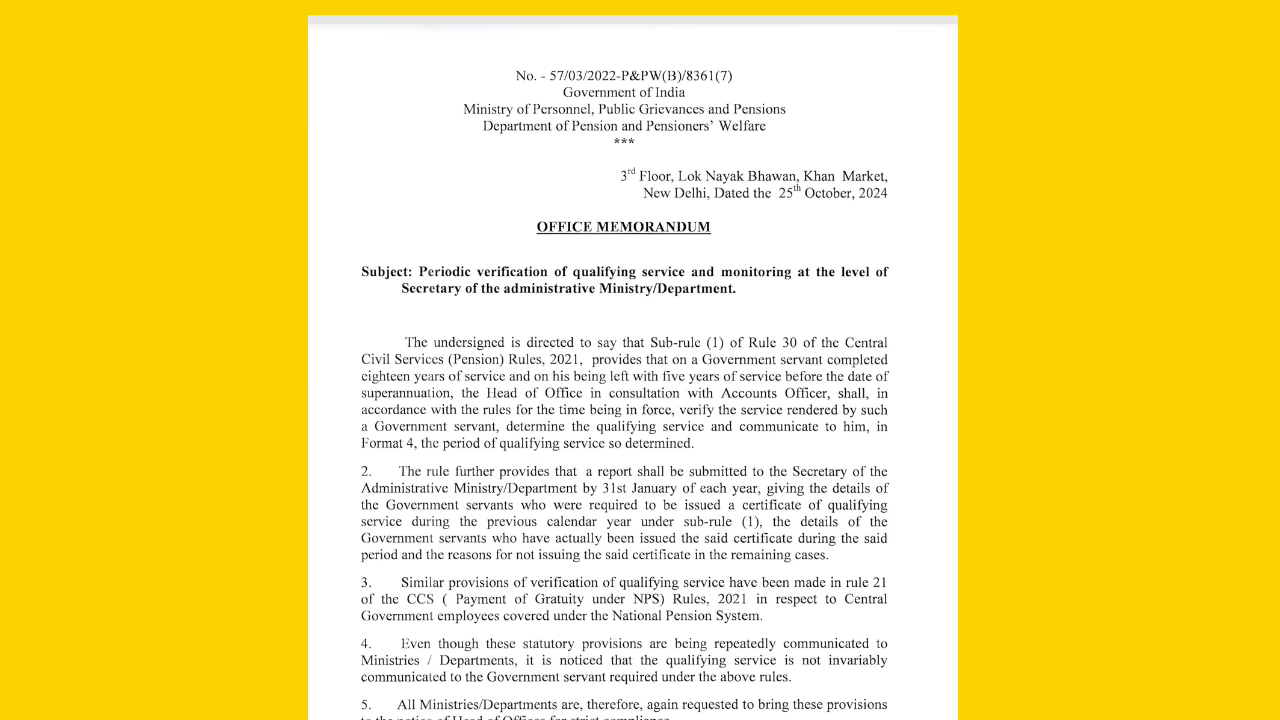 No. - 57/03/2022-P&PW(B)/8361(7)
Government of India
Ministry of Personnel, Public Grievances and Pensions
Department of Pension and Pensioners' Welfare
***
3rd Floor, Lok Nayak Bhawan, Khan Market,
New Delhi, Dated the 25th October, 2024
OFFICE MEMORANDUM
Subject: Periodic verification of qualifying service and monitoring at the level of
Secretary of the administrative Ministry/Department.
The undersigned is directed to say that Sub-rule (1) of Rule 30 of the Central
Civil Services (Pension) Rules, 2021, provides that on a Government servant completed
eighteen years of service and on his being left with five years of service before the date of
superannuation, the Head of Office in consultation with Accounts Officer, shall, in
accordance with the rules for the time being in force, verify the service rendered by such
a Government servant, determine the qualifying service and communicate to him, in
Format 4, the period of qualifying service so determined.
2. The rule further provides that a report shall be submitted to the Secretary of the
Administrative Ministry/Department by 31st January of each year, giving the details of
the Government servants who were required to be issued a certificate of qualifying
service during the previous calendar year under sub-rule (1), the details of the
Government servants who have actually been issued the said certificate during the said
period and the reasons for not issuing the said certificate in the remaining cases.
3. Similar provisions of verification of qualifying service have been made in rule 21
of the CCS ( Payment of Gratuity under NPS) Rules, 2021 in respect to Central
Government employees covered under the National Pension System.
4. Even though these statutory provisions are being repeatedly communicated to
Ministries / Departments, it is noticed that the qualifying service is not invariably
communicated to the Government servant required under the above rules.
5. All Ministries/Departments are, therefore, again requested to bring these provisions
to the notice of Head of Offices for strict compliance.